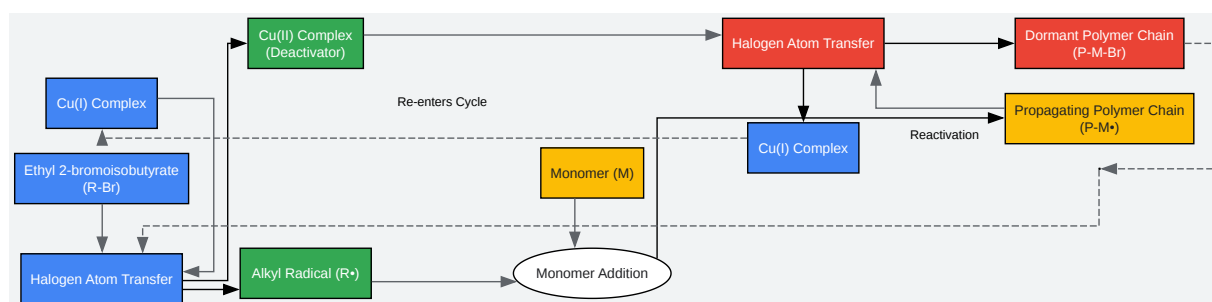 Cu(II) Complex
(Deactivator)
Halogen Atom Transfer
Dormant Polymer Chain
(P-M-Br)
Cu(I) Complex
Re-enters Cycle
Propagating Polymer Chain
(P-M•)
Reactivation
Cu(I) Complex
Ethyl 2-bromoisobutyrate
(R-Br)
Monomer (M)
Halogen Atom Transfer
Alkyl Radical (R•)
Monomer Addition